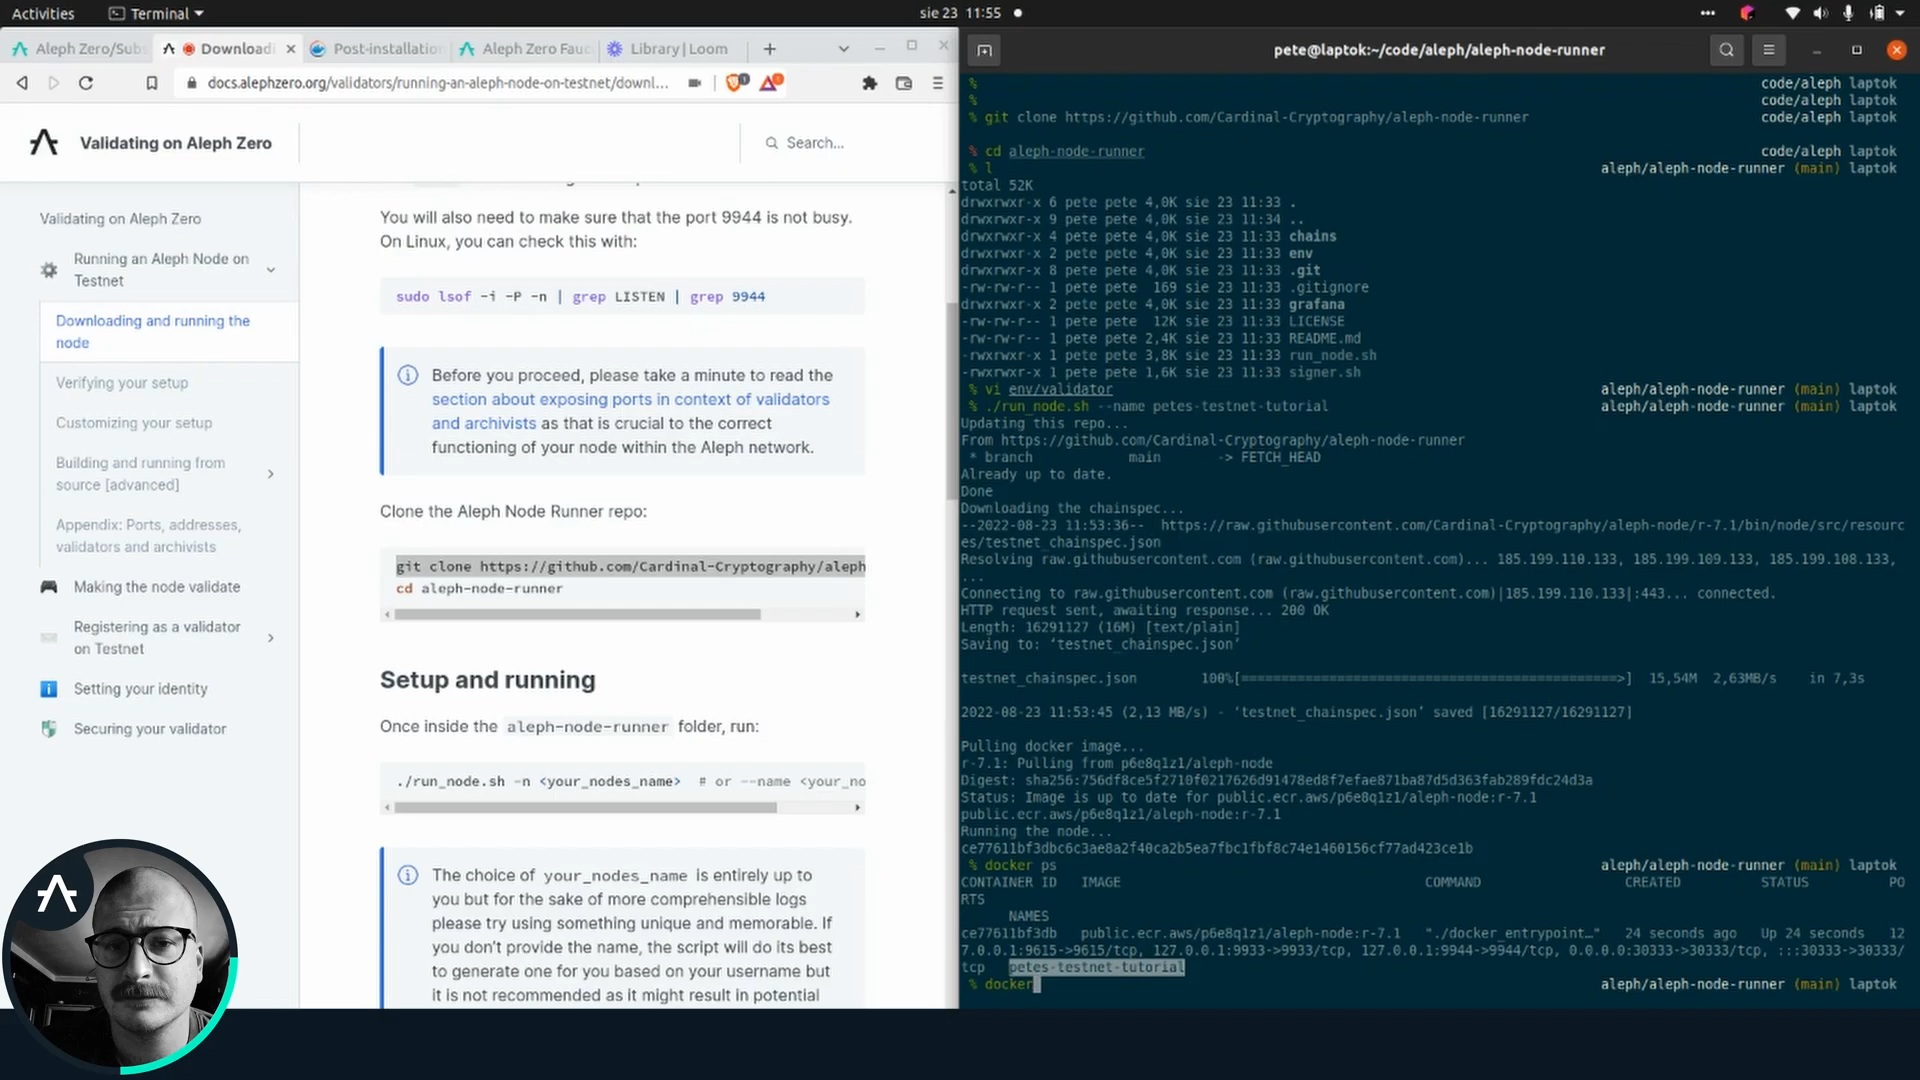 Activities
Terminal
sie 23 11:55
Aleph Zero/Subs
Downloadi
Post-installation
Aleph Zero Fauc
Library | Loom
docs.alephzero.org/validators/running-an-aleph-node-on-testnet/downl...
Validating on Aleph Zero
Search...
Validating on Aleph Zero
Running an Aleph Node on
Testnet
Downloading and running the
node
Verifying your setup
Customizing your setup
Building and running from
source [advanced]
Appendix: Ports, addresses,
validators and archivists
Making the node validate
Registering as a validator
on Testnet
Setting your identity
Securing your validator
You will also need to make sure that the port 9944 is not busy.
On Linux, you can check this with:
sudo lsof -i -P -n | grep LISTEN | grep 9944
Before you proceed, please take a minute to read the
section about exposing ports in context of validators
and archivists as that is crucial to the correct
functioning of your node within the Aleph network.
Clone the Aleph Node Runner repo:
git clone https://github.com/Cardinal-Cryptography/aleph
cd aleph-node-runner
Setup and running
Once inside the aleph-node-runner folder, run:
./run_node.sh -n <your_nodes_name> # or --name <your_no
The choice of your_nodes_name is entirely up to
you but for the sake of more comprehensible logs
please try using something unique and memorable. If
you don't provide the name, the script will do its best
to generate one for you based on your username but
it is not recommended as it might result in potential
pete@laptok:~/code/aleph/aleph-node-runner
% code/aleph laptok
% code/aleph laptok
% git clone https://github.com/Cardinal-Cryptography/aleph-node-runner code/aleph laptok
% cd aleph-node-runner code/aleph laptok
% l aleph/aleph-node-runner (main) laptok
total 52K
drwxrwxr-x 6 pete pete 4,0K sie 23 11:33 .
drwxrwxr-x 9 pete pete 4,0K sie 23 11:34 ..
drwxrwxr-x 4 pete pete 4,0K sie 23 11:33 chains
drwxrwxr-x 2 pete pete 4,0K sie 23 11:33 env
drwxrwxr-x 8 pete pete 4,0K sie 23 11:33 .git
-rw-rw-r-- 1 pete pete 169 sie 23 11:33 .gitignore
drwxrwxr-x 2 pete pete 4,0K sie 23 11:33 grafana
-rw-rw-r-- 1 pete pete 12K sie 23 11:33 LICENSE
-rw-rw-r-- 1 pete pete 2,4K sie 23 11:33 README.md
-rwxrwxr-x 1 pete pete 3,8K sie 23 11:33 run_node.sh
-rwxrwxr-x 1 pete pete 1,6K sie 23 11:33 signer.sh
% vi env/validator aleph/aleph-node-runner (main) laptok
% ./run_node.sh --name petes-testnet-tutorial aleph/aleph-node-runner (main) laptok
Updating this repo...
From https://github.com/Cardinal-Cryptography/aleph-node-runner
* branch main -> FETCH_HEAD
Already up to date.
Done
Downloading the chainspec...
--2022-08-23 11:53:36-- https://raw.githubusercontent.com/Cardinal-Cryptography/aleph-node/r-7.1/bin/node/src/resourc
es/testnet_chainspec.json
Resolving raw.githubusercontent.com (raw.githubusercontent.com)... 185.199.110.133, 185.199.109.133, 185.199.108.133,
...
Connecting to raw.githubusercontent.com (raw.githubusercontent.com)|185.199.110.133|:443... connected.
HTTP request sent, awaiting response... 200 OK
Length: 16291127 (16M) [text/plain]
Saving to: ‘testnet_chainspec.json’
testnet_chainspec.json 100%[================================================>] 15,54M 2,63MB/s in 7,3s
2022-08-23 11:53:45 (2,13 MB/s) - ‘testnet_chainspec.json’ saved [16291127/16291127]
Pulling docker image...
r-7.1: Pulling from p6e8q1z1/aleph-node
Digest: sha256:756df8ce5f2710f0217626d91478ed8f7efae871ba87d5d363fab289fdc24d3a
Status: Image is up to date for public.ecr.aws/p6e8q1z1/aleph-node:r-7.1
public.ecr.aws/p6e8q1z1/aleph-node:r-7.1
Running the node...
ce77611bf3dbc6c3ae8a2f40ca2b5ea7fbc1fbf8c74e1460156cf77ad423ce1b
% docker ps aleph/aleph-node-runner (main) laptok
CONTAINER ID IMAGE COMMAND CREATED STATUS PO
RTS
NAMES
ce77611bf3db public.ecr.aws/p6e8q1z1/aleph-node:r-7.1 "./docker_entrypoint…" 24 seconds ago Up 24 seconds 12
7.0.0.1:9615->9615/tcp, 127.0.0.1:9933->9933/tcp, 127.0.0.1:9944->9944/tcp, 0.0.0.0:30333->30333/tcp, :::30333->30333/
tcp petes-testnet-tutorial
% docker aleph/aleph-node-runner (main) laptok